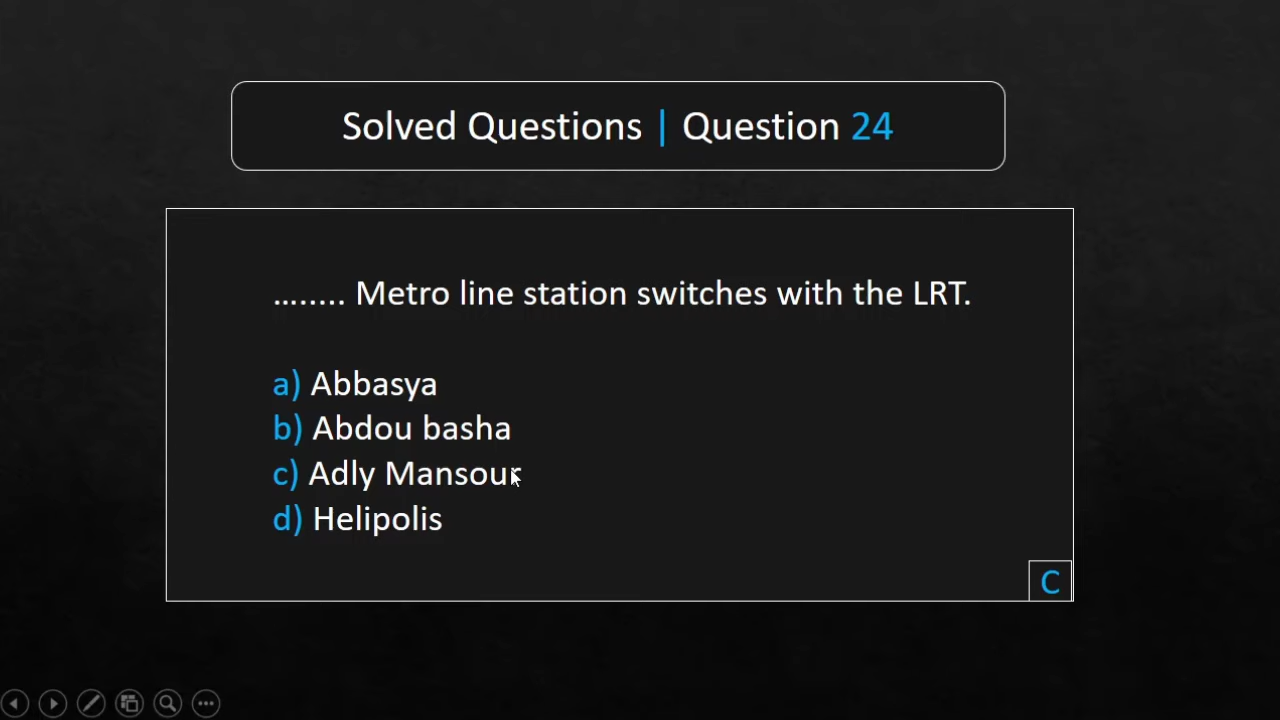 Solved Questions | Question 24
…..... Metro line station switches with the LRT.
a) Abbasya
b) Abdou basha
c) Adly Mansour
d) Helipolis
C